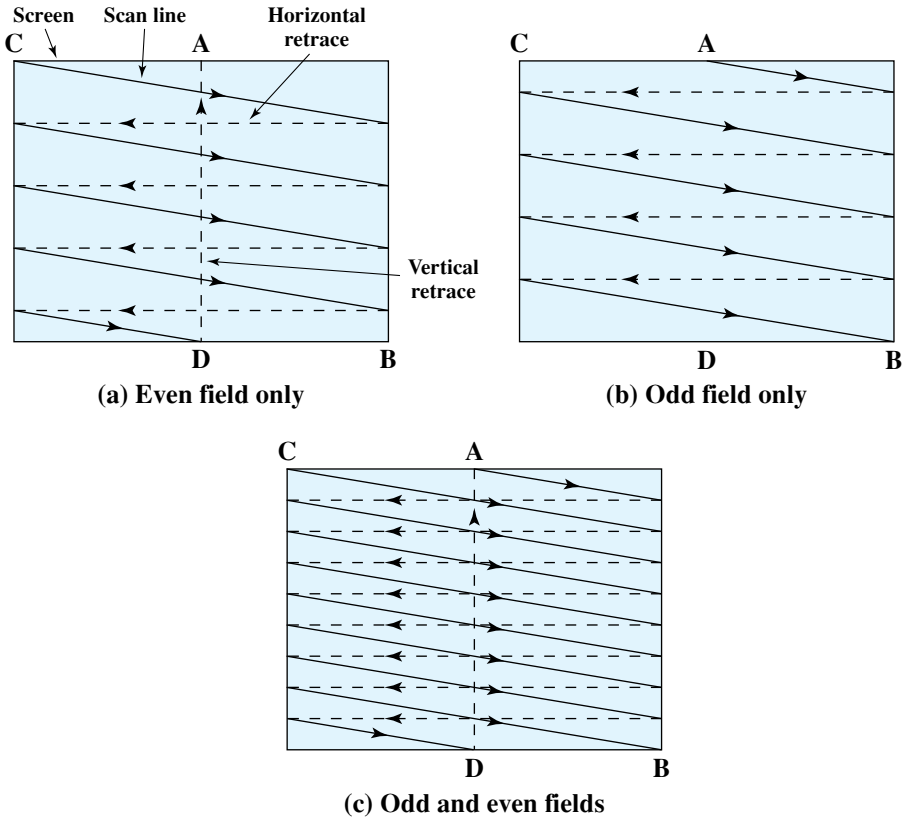 Screen
Scan line
Horizontal
retrace
C
A
Vertical
retrace
D
B
(a) Even field only
C
A
D
B
(b) Odd field only
C
A
D
B
(c) Odd and even fields